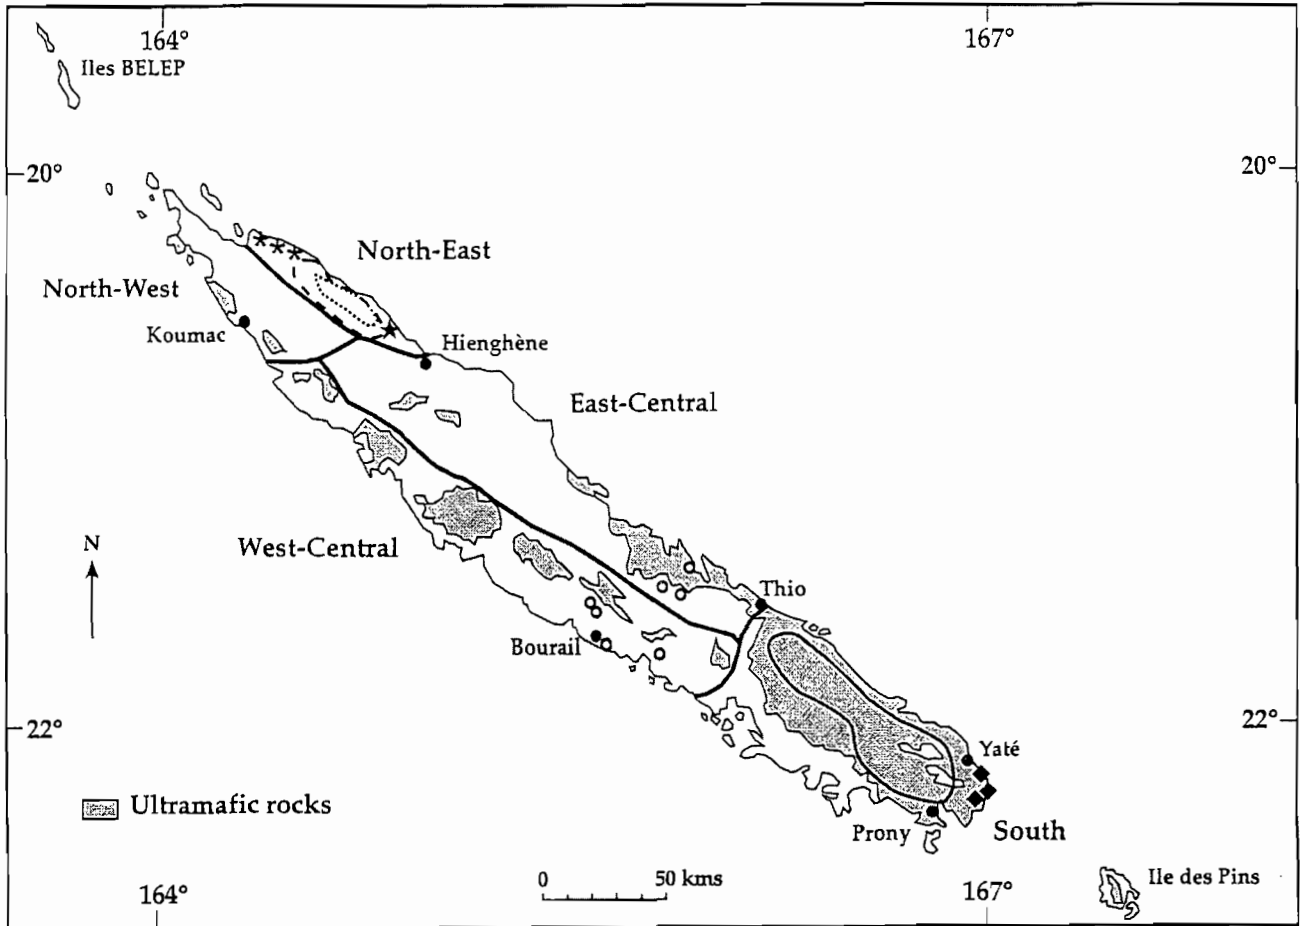 164°
167°
Iles BELEP
20°
20°
North-East
North-West
Koumac
Hienghène
East-Central
West-Central
N
Thio
Bourail
22°
22°
Yaté
Ultramafic rocks
Prony
South
0
50 kms
Ile des Pins
164°
167°